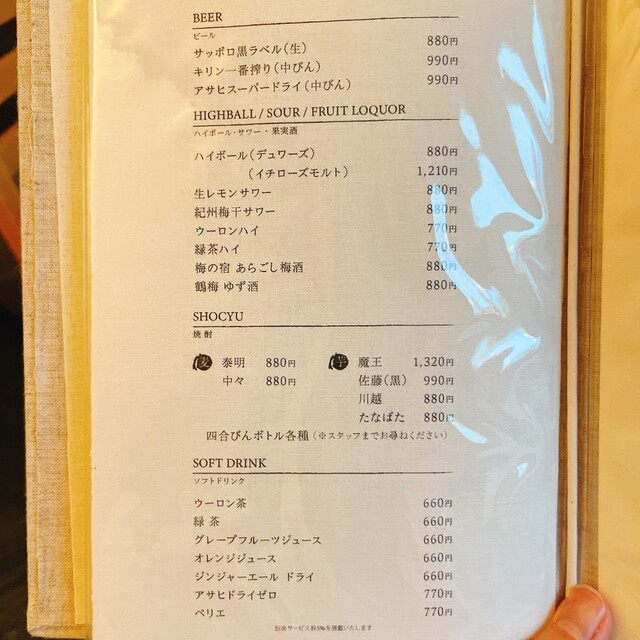 BEER
ビール
サッポロ黒ラベル（生） 880円
キリン一番搾り（中びん） 990円
アサヒスーパードライ（中びん） 990円
HIGHBALL / SOUR / FRUIT LOQUOR
ハイボール・サワー・果実酒
ハイボール（デュワーズ） 880円
（イチローズモルト） 1,210円
生レモンサワー 880円
紀州梅干サワー 880円
ウーロンハイ 770円
緑茶ハイ 770円
梅の宿 あらごし梅酒 880円
鶴梅 ゆず酒 880円
SHOCYU
焼酎
麦 泰明 880円 芋 魔王 1,320円
中々 880円 佐藤（黒） 990円
川越 880円
たなばた 880円
四合びんボトル各種（※スタッフまでお尋ねください）
SOFT DRINK
ソフトドリンク
ウーロン茶 660円
緑 茶 660円
グレープフルーツジュース 660円
オレンジジュース 660円
ジンジャーエール ドライ 660円
アサヒドライゼロ 770円
ペリエ 770円
別途サービス料5%を頂戴いたします